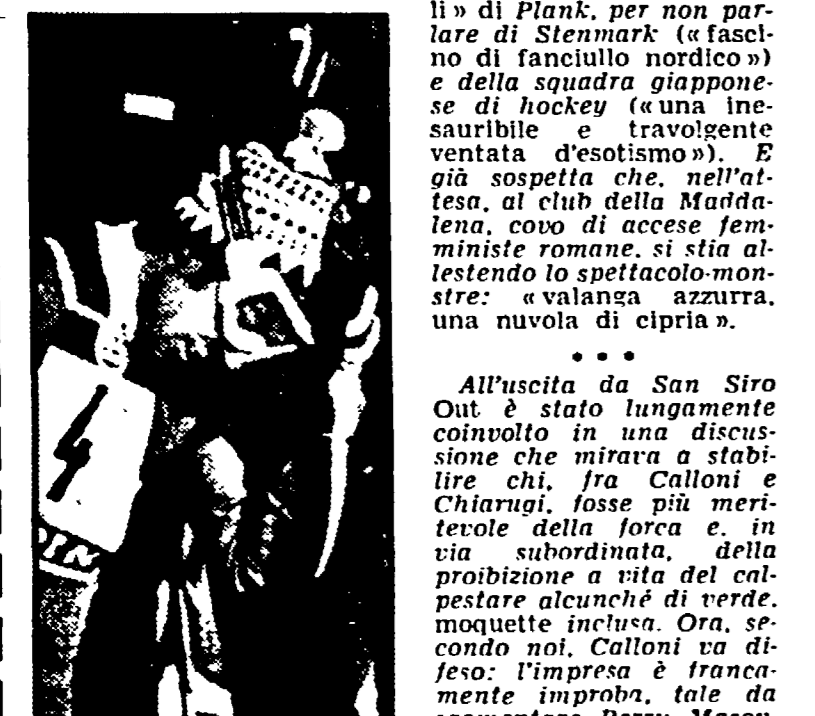 li» di Plank, per non par-
lare di Stenmark («fasci-
no di fanciullo nordico»)
e della squadra giappone-
se di hockey («una ine-
sauribile e travolgente
ventata d'esotismo»). E
già sospetta che, nell'at-
tesa, al club della Madda-
lena, covo di accese fem-
ministe romane, si stia al-
lestendo lo spettacolo-mon-
stre: «valanga azzurra,
una nuvola di cipria».
• • •
All'uscita da San Siro
Out è stato lungamente
coinvolto in una discus-
sione che mirava a stabi-
lire chi, fra Calloni e
Chiarugi, fosse più meri-
tevole della forca e, in
via subordinata, della
proibizione a vita del cal-
pestare alcunché di verde,
moquette inclusa. Ora, se-
condo noi, Calloni va di-
feso: l'impresa è franca-
mente improba, tale da